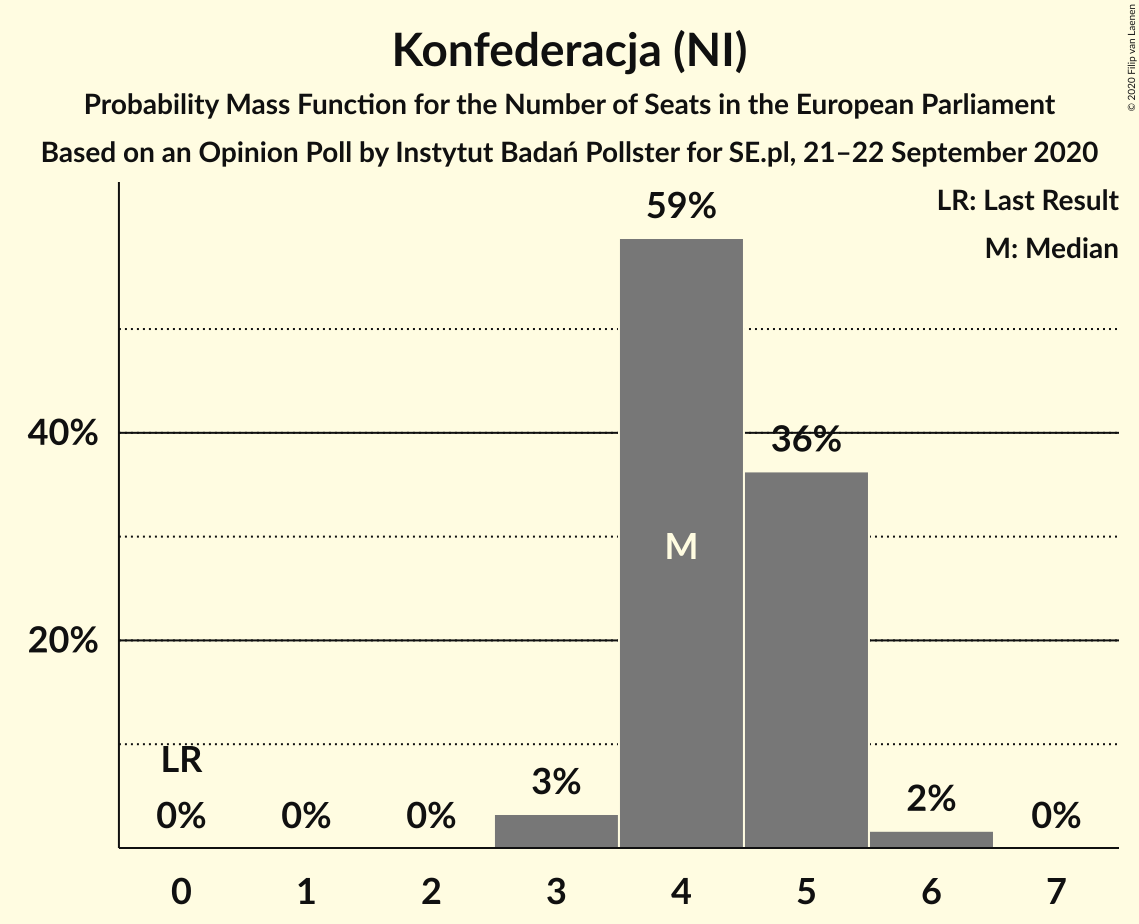 Konfederacja (NI)
Probability Mass Function for the Number of Seats in the European Parliament
Based on an Opinion Poll by Instytut Badań Pollster for SE.pl, 21–22 September 2020
© 2020 Filip van Laenen
LR: Last Result
M: Median
59%
40%
36%
M
20%
LR
0%
0%
0%
3%
2%
0%
0 1 2 3 4 5 6 7